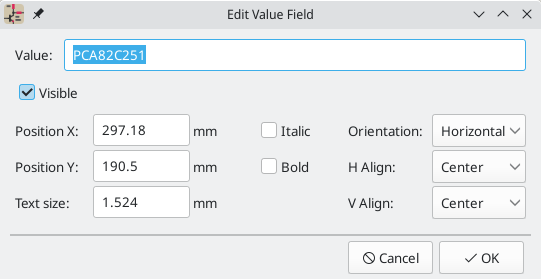 Edit Value Field
Value: PCA82C251
Visible
Position X: 297.18 mm Italic Orientation: Horizontal
Position Y: 190.5 mm Bold H Align: Center
Text size: 1.524 mm V Align: Center
Cancel OK